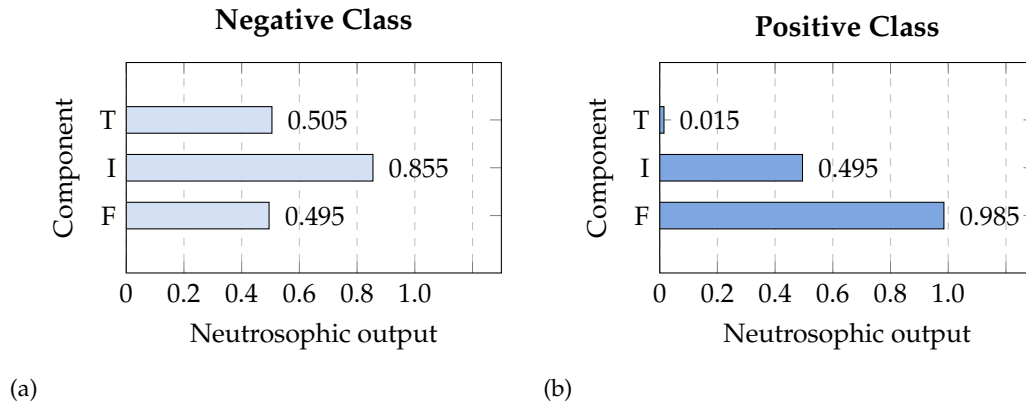 Negative Class
Component
T
0.505
I
0.855
F
0.495
0 0.2 0.4 0.6 0.8 1.0
Neutrosophic output
(a)
Positive Class
Component
T
0.015
I
0.495
F
0.985
0 0.2 0.4 0.6 0.8 1.0
Neutrosophic output
(b)